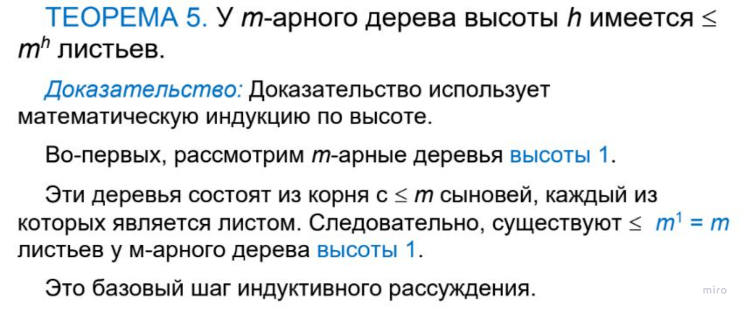 ТЕОРЕМА 5. У m-арного дерева высоты h имеется ≤
mʰ листьев.
Доказательство: Доказательство использует
математическую индукцию по высоте.
Во-первых, рассмотрим m-арные деревья высоты 1.
Эти деревья состоят из корня с ≤ m сыновей, каждый из
которых является листом. Следовательно, существуют ≤ m¹ = m
листьев у м-арного дерева высоты 1.
Это базовый шаг индуктивного рассуждения.
miro